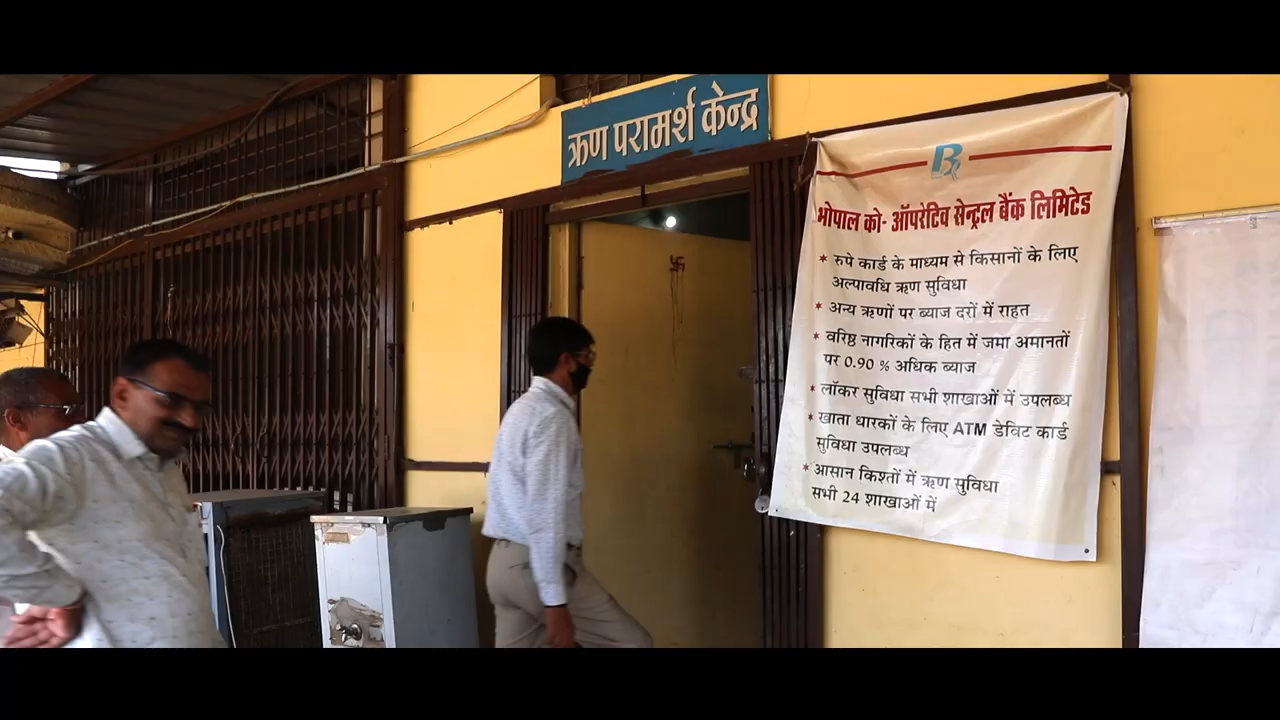 ऋण परामर्श केन्द्र
भोपाल को- ऑपरेटिव सेन्ट्रल बैंक लिमिटेड
* रुपे कार्ड के माध्यम से किसानों के लिए
अल्पावधि ऋण सुविधा
* अन्य ऋणों पर ब्याज दरों में राहत
* वरिष्ठ नागरिकों के हित में जमा अमानतों
पर 0.90 % अधिक ब्याज
* लॉकर सुविधा सभी शाखाओं में उपलब्ध
* खाता धारकों के लिए ATM डेविट कार्ड
सुविधा उपलब्ध
* आसान किश्तों में ऋण सुविधा
सभी 24 शाखाओं में